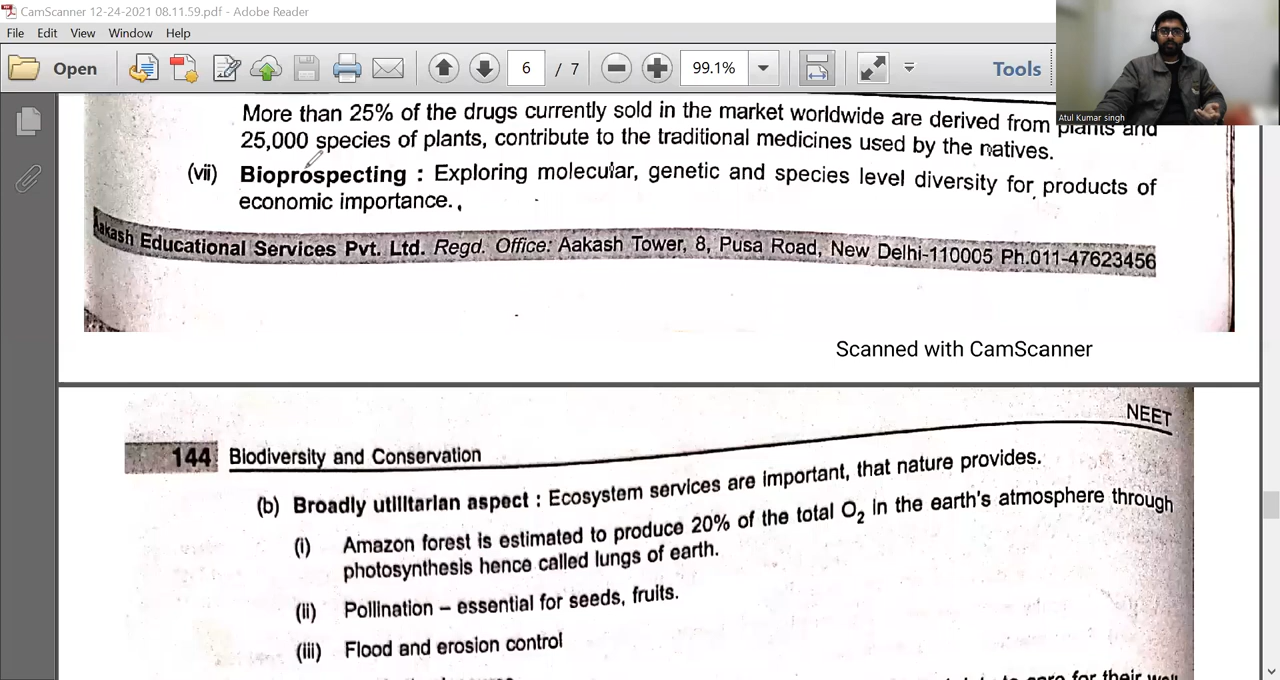 CamScanner 12-24-2021 08.11.59.pdf - Adobe Reader
File Edit View Window Help
Open 6 / 7 99.1% Tools
Atul Kumar singh
More than 25% of the drugs currently sold in the market worldwide are derived from plants and
25,000 species of plants, contribute to the traditional medicines used by the natives.
(vii) Bioprospecting : Exploring molecular, genetic and species level diversity for products of
economic importance.
Aakash Educational Services Pvt. Ltd. Regd. Office: Aakash Tower, 8, Pusa Road, New Delhi-110005 Ph.011-47623456
Scanned with CamScanner
NEET
144 Biodiversity and Conservation
(b) Broadly utilitarian aspect : Ecosystem services are important, that nature provides.
(i) Amazon forest is estimated to produce 20% of the total O2 in the earth's atmosphere through
photosynthesis hence called lungs of earth.
(ii) Pollination – essential for seeds, fruits.
(iii) Flood and erosion control